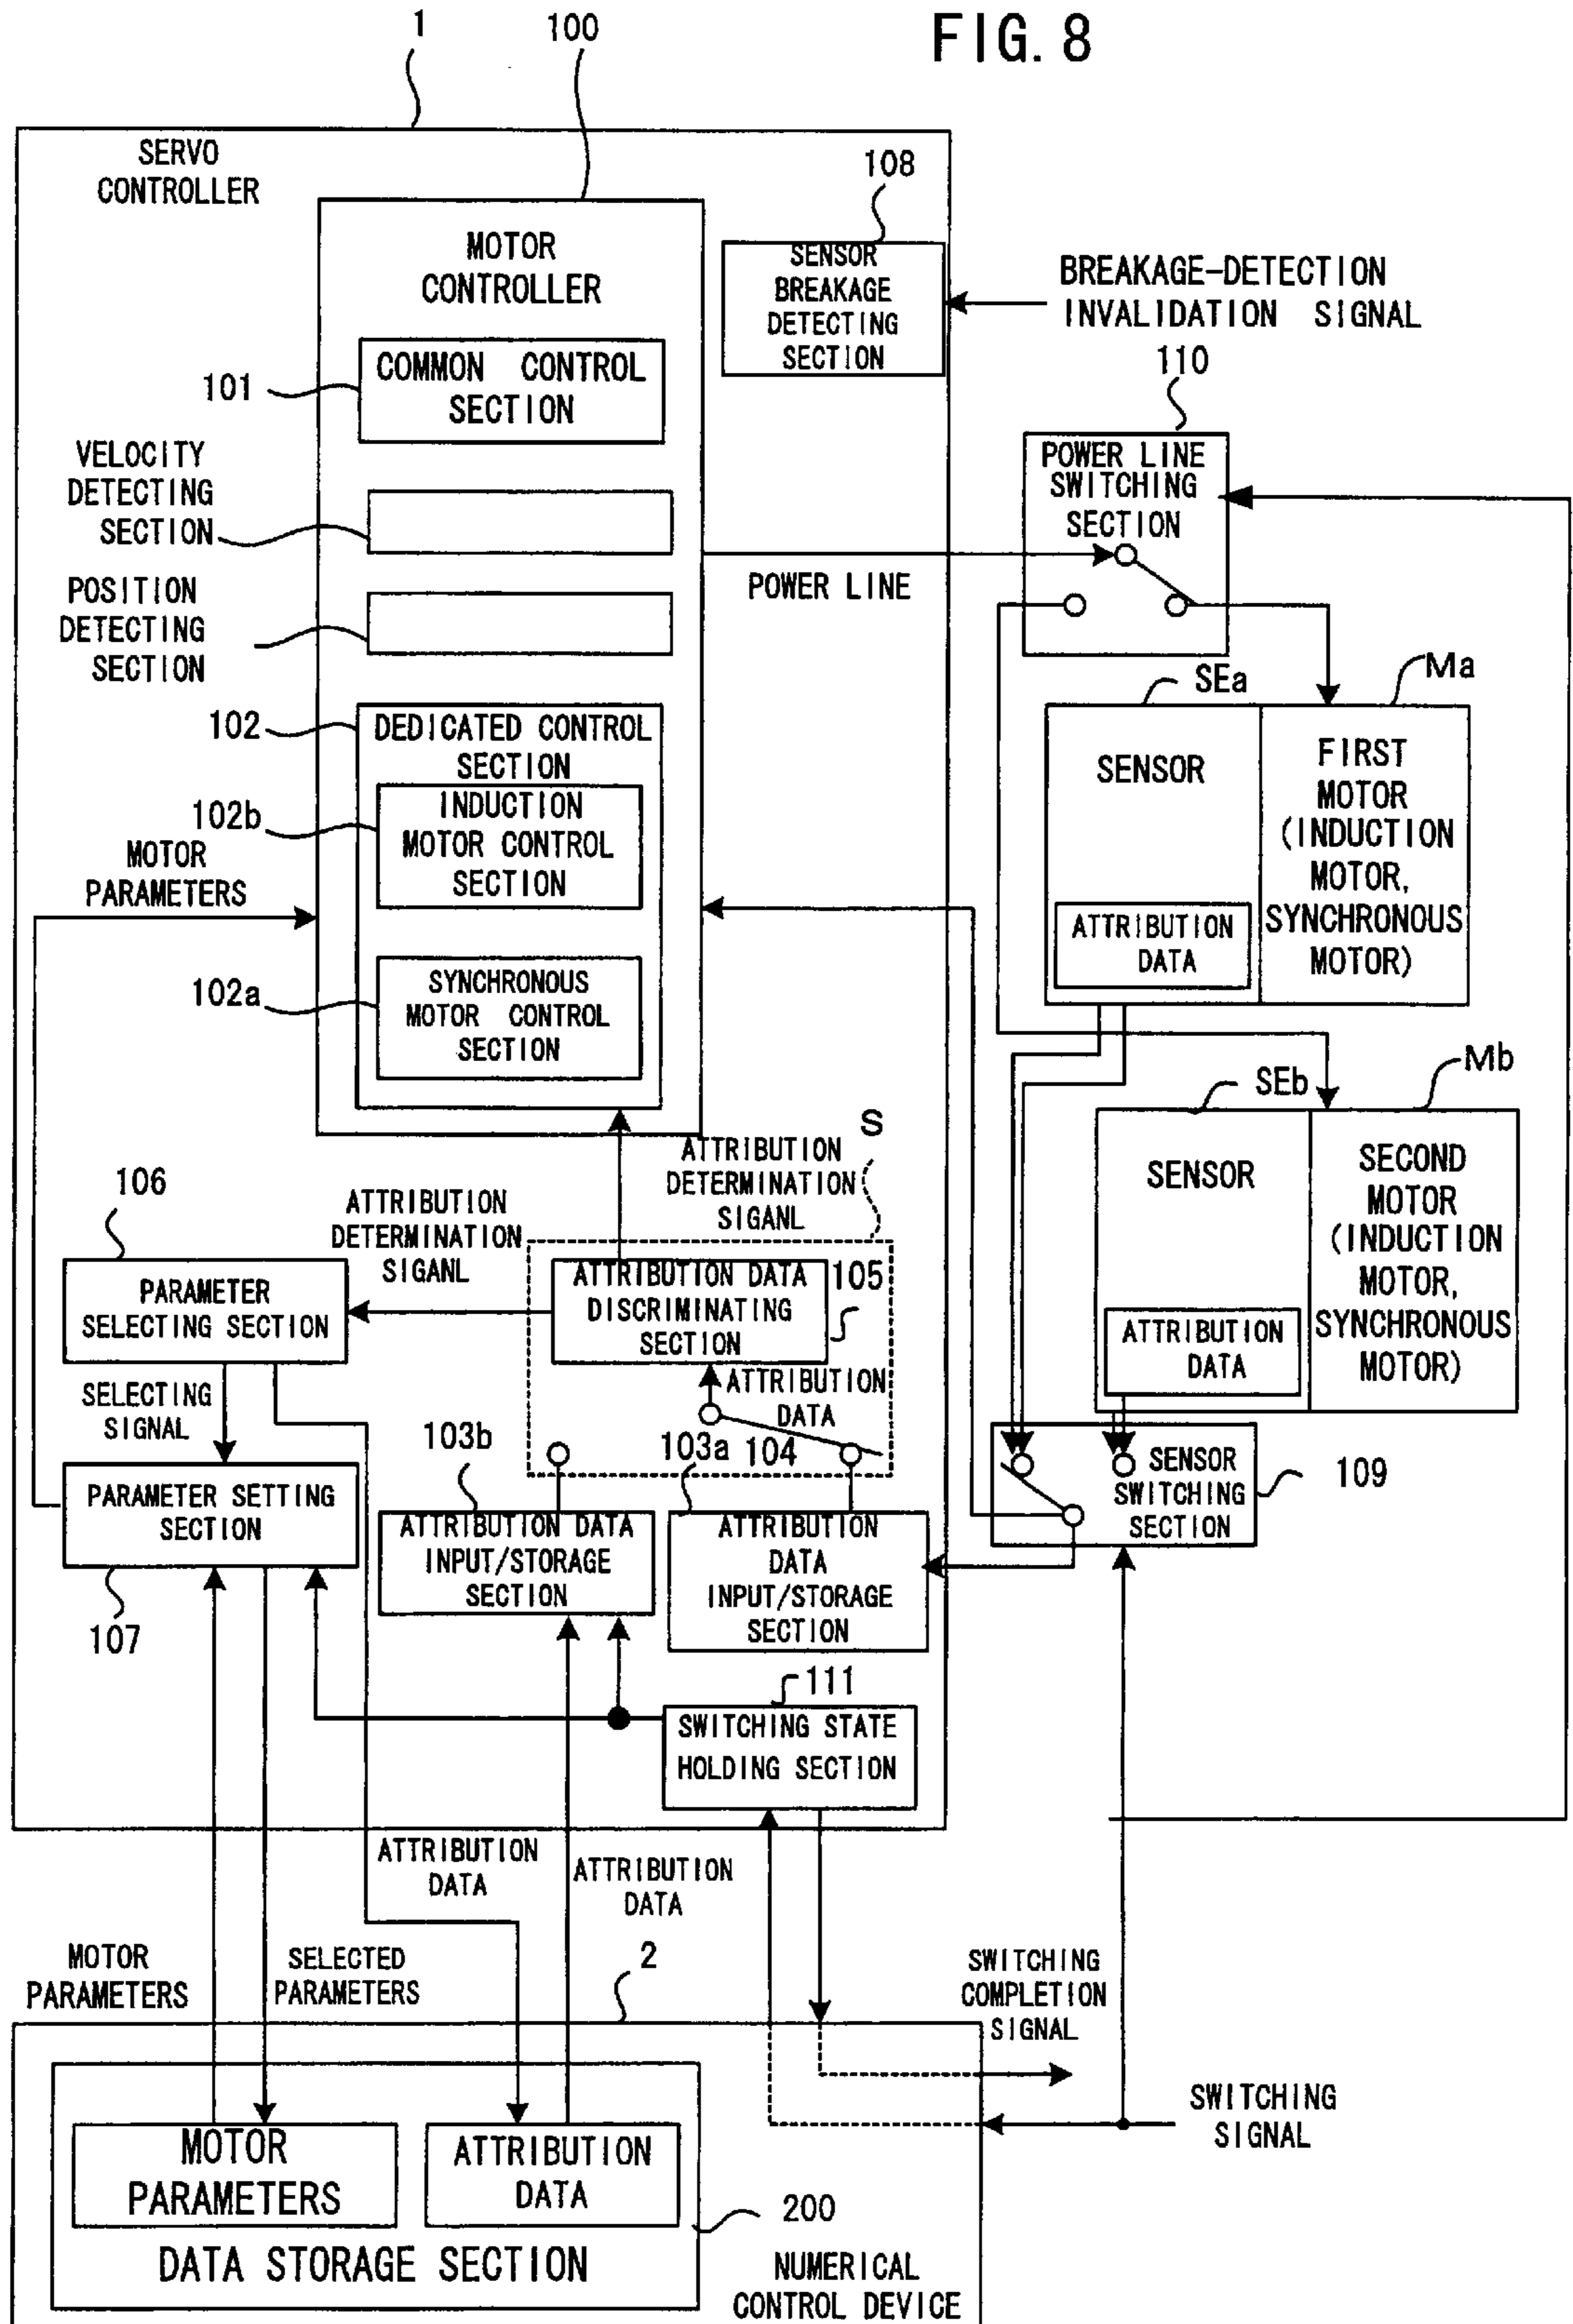 FIG. 8
1
100
SERVO
CONTROLLER
MOTOR
CONTROLLER
108
SENSOR
BREAKAGE
DETECTING
SECTION
BREAKAGE-DETECTION
INVALIDATION SIGNAL
101
COMMON CONTROL
SECTION
VELOCITY
DETECTING
SECTION
POSITION
DETECTING
SECTION
POWER LINE
110
POWER LINE
SWITCHING
SECTION
102
DEDICATED CONTROL
SECTION
102b
INDUCTION
MOTOR CONTROL
SECTION
102a
SYNCHRONOUS
MOTOR CONTROL
SECTION
MOTOR
PARAMETERS
SEa
Ma
SENSOR
ATTRIBUTION
DATA
FIRST
MOTOR
(INDUCTION
MOTOR,
SYNCHRONOUS
MOTOR)
SEb
Mb
SENSOR
ATTRIBUTION
DATA
SECOND
MOTOR
(INDUCTION
MOTOR,
SYNCHRONOUS
MOTOR)
S
ATTRIBUTION
DETERMINATION
SIGANL
ATTRIBUTION
DETERMINATION
SIGANL
106
PARAMETER
SELECTING SECTION
ATTRIBUTION DATA
DISCRIMINATING
SECTION
105
ATTRIBUTION
DATA
104
SELECTING
SIGNAL
103b
103a
PARAMETER SETTING
SECTION
107
ATTRIBUTION DATA
INPUT/STORAGE
SECTION
ATTRIBUTION
DATA
INPUT/STORAGE
SECTION
SENSOR
SWITCHING
SECTION
109
111
SWITCHING STATE
HOLDING SECTION
ATTRIBUTION
DATA
ATTRIBUTION
DATA
MOTOR
PARAMETERS
SELECTED
PARAMETERS
2
SWITCHING
COMPLETION
SIGNAL
SWITCHING
SIGNAL
MOTOR
PARAMETERS
ATTRIBUTION
DATA
200
DATA STORAGE SECTION
NUMERICAL
CONTROL DEVICE